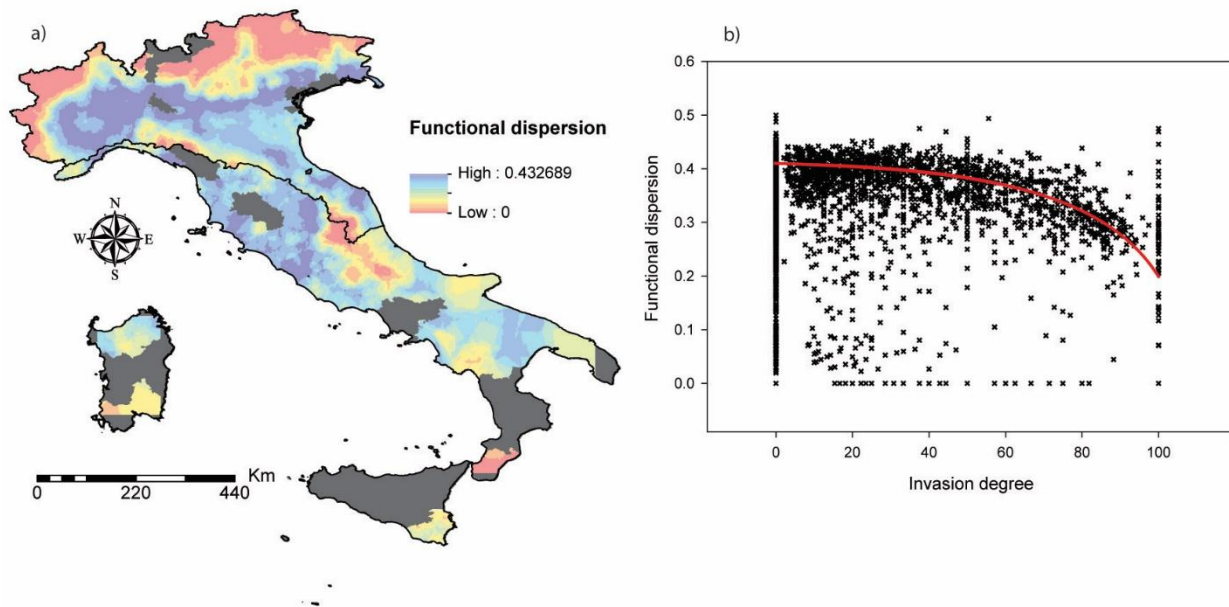 a)
Functional dispersion
High : 0.432689
Low : 0
N
W E
S
Km
0 220 440
b)
Functional dispersion
0.6
0.5
0.4
0.3
0.2
0.1
0.0
0 20 40 60 80 100
Invasion degree